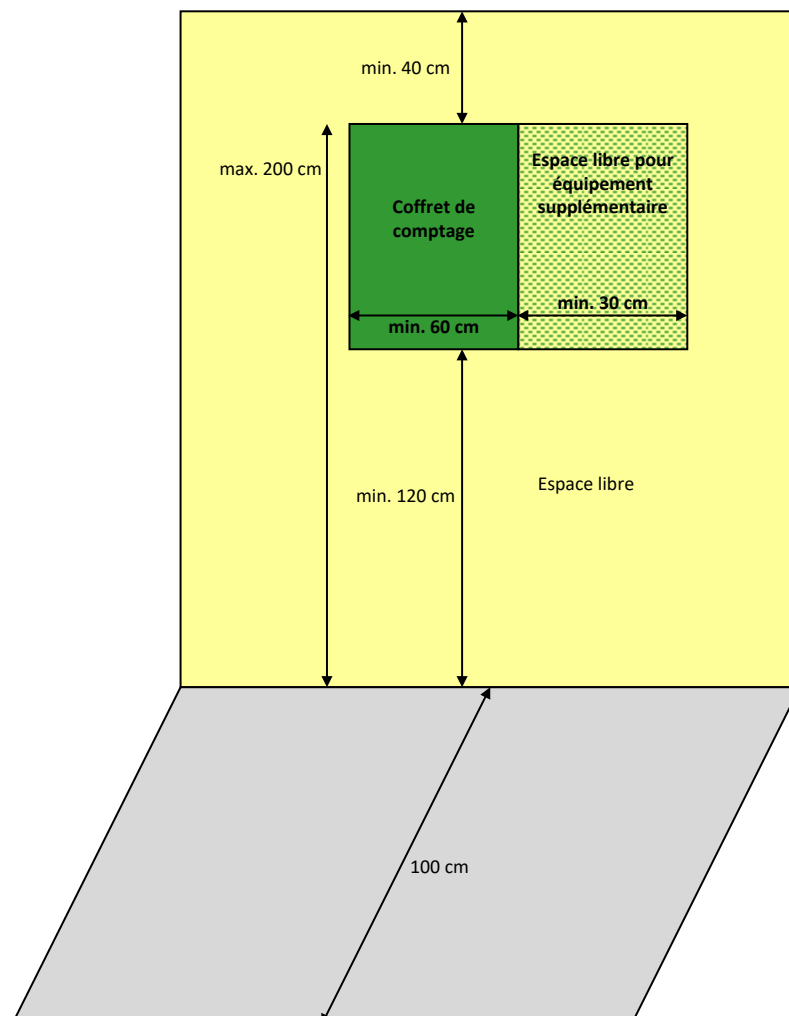 min. 40 cm
max. 200 cm
Espace libre pour
équipement
supplémentaire
Coffret de
comptage
min. 60 cm
min. 30 cm
min. 120 cm
Espace libre
100 cm